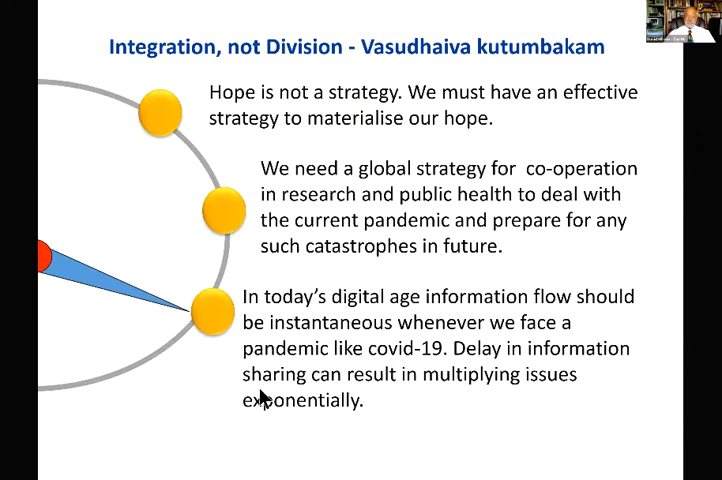 Integration, not Division - Vasudhaiva kutumbakam
Hope is not a strategy. We must have an effective
strategy to materialise our hope.
We need a global strategy for co-operation
in research and public health to deal with
the current pandemic and prepare for any
such catastrophes in future.
In today's digital age information flow should
be instantaneous whenever we face a
pandemic like covid-19. Delay in information
sharing can result in multiplying issues
exponentially.